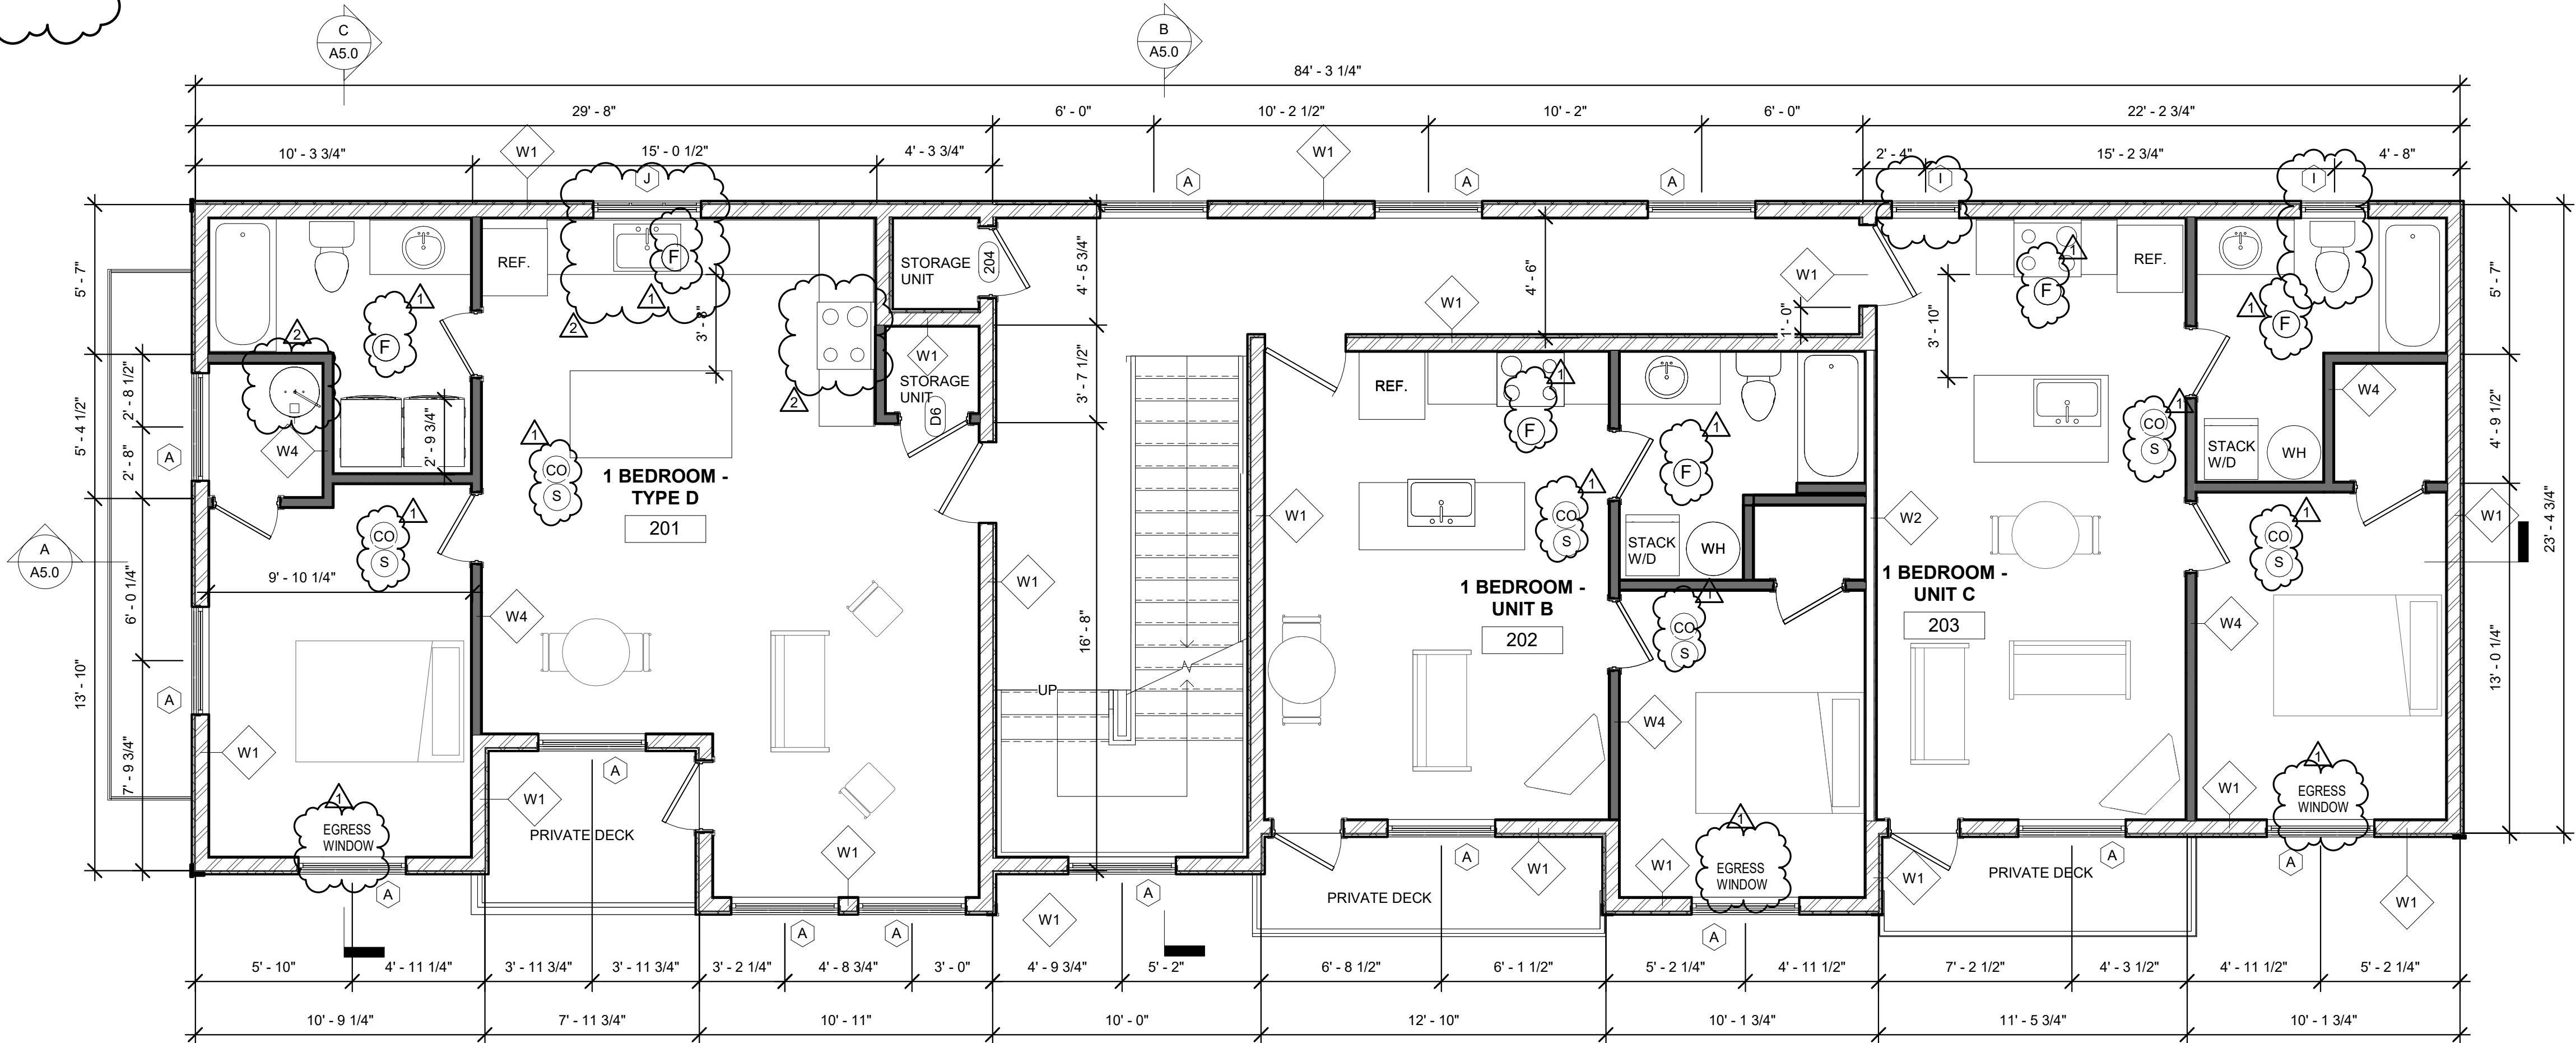 C
A5.0
B
A5.0
84' - 3 1/4"
29' - 8"
6' - 0"
10' - 2 1/2"
10' - 2"
6' - 0"
22' - 2 3/4"
10' - 3 3/4"
W1
15' - 0 1/2"
4' - 3 3/4"
W1
2' - 4"
15' - 2 3/4"
4' - 8"
J
A
A
A
I
I
5' - 7"
REF.
F
STORAGE
UNIT
204
4' - 5 3/4"
4' - 6"
W1
W1
1' - 0"
3' - 10"
1
F
REF.
1
F
5' - 7"
1
F
1
2
3' - 8"
2
W1
STORAGE
UNIT
D6
3' - 7 1/2"
2
5' - 4 1/2"
2' - 8 1/2"
2' - 8"
A
W4
2' - 9 3/4"
1
CO
S
1 BEDROOM -
TYPE D
201
1
CO
S
REF.
1
F
1
F
1
CO
S
W1
STACK
W/D
WH
W2
1
CO
S
STACK
W/D
WH
W4
4' - 9 1/2"
W1
23' - 4 3/4"
A
A5.0
9' - 10 1/4"
6' - 0 1/4"
13' - 10"
7' - 9 3/4"
A
W4
W1
16' - 8"
UP
1 BEDROOM -
UNIT B
202
1
CO
S
W4
1 BEDROOM -
UNIT C
203
1
CO
S
W4
13' - 0 1/4"
W1
1
EGRESS
WINDOW
A
A
W1
PRIVATE DECK
W1
A
A
W1
A
A
W1
PRIVATE DECK
W1
1
EGRESS
WINDOW
A
W1
PRIVATE DECK
A
W1
1
EGRESS
WINDOW
A
W1
5' - 10"
4' - 11 1/4"
3' - 11 3/4"
3' - 11 3/4"
3' - 2 1/4"
4' - 8 3/4"
3' - 0"
4' - 9 3/4"
5' - 2"
6' - 8 1/2"
6' - 1 1/2"
5' - 2 1/4"
4' - 11 1/2"
7' - 2 1/2"
4' - 3 1/2"
4' - 11 1/2"
5' - 2 1/4"
10' - 9 1/4"
7' - 11 3/4"
10' - 11"
10' - 0"
12' - 10"
10' - 1 3/4"
11' - 5 3/4"
10' - 1 3/4"